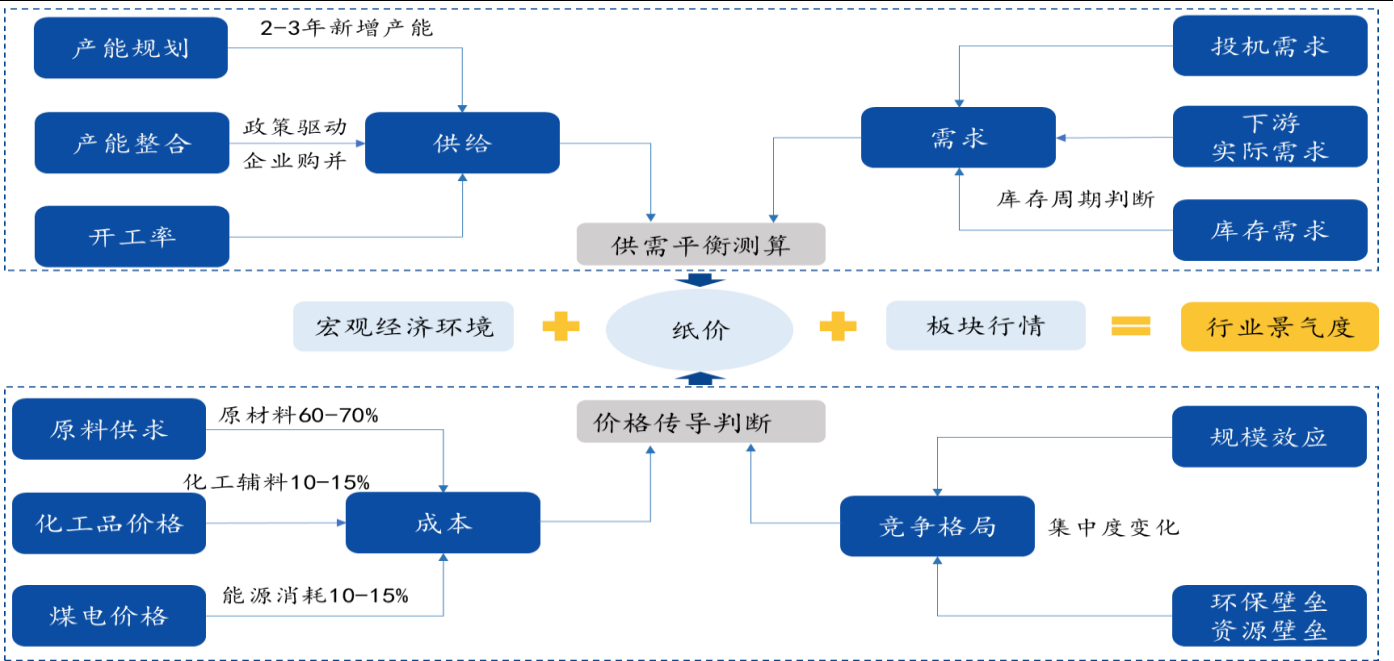 产能规划
2-3年新增产能
投机需求
产能整合
政策驱动
企业购并
供给
需求
下游
实际需求
开工率
库存周期判断
库存需求
供需平衡测算
宏观经济环境
纸价
板块行情
行业景气度
原料供求
原材料60-70%
价格传导判断
规模效应
化工辅料10-15%
化工品价格
成本
竞争格局
集中度变化
煤电价格
能源消耗10-15%
环保壁垒
资源壁垒